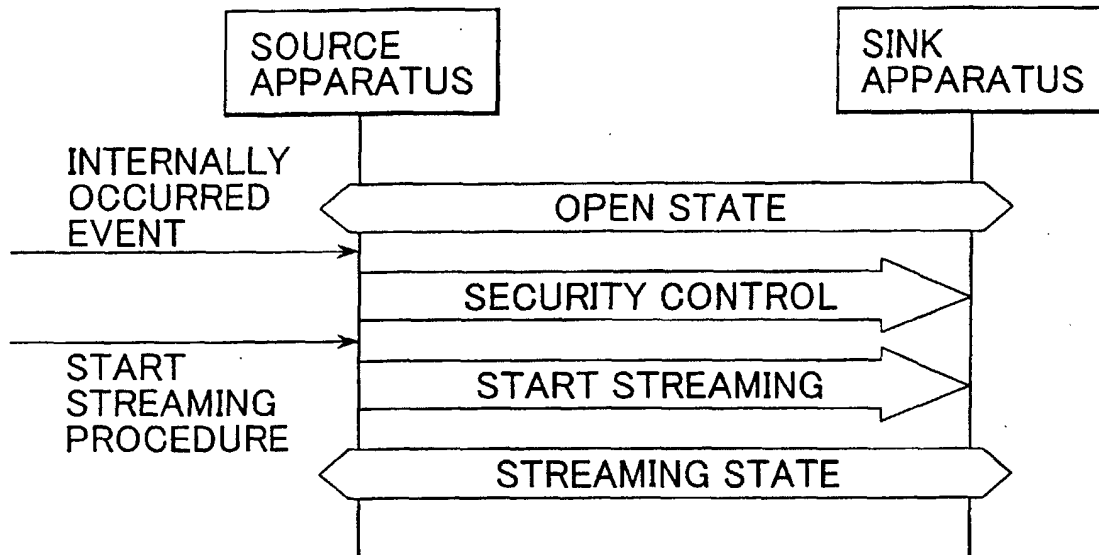 SOURCE
APPARATUS
SINK
APPARATUS
INTERNALLY
OCCURRED
EVENT
OPEN STATE
SECURITY CONTROL
START
STREAMING
PROCEDURE
START STREAMING
STREAMING STATE